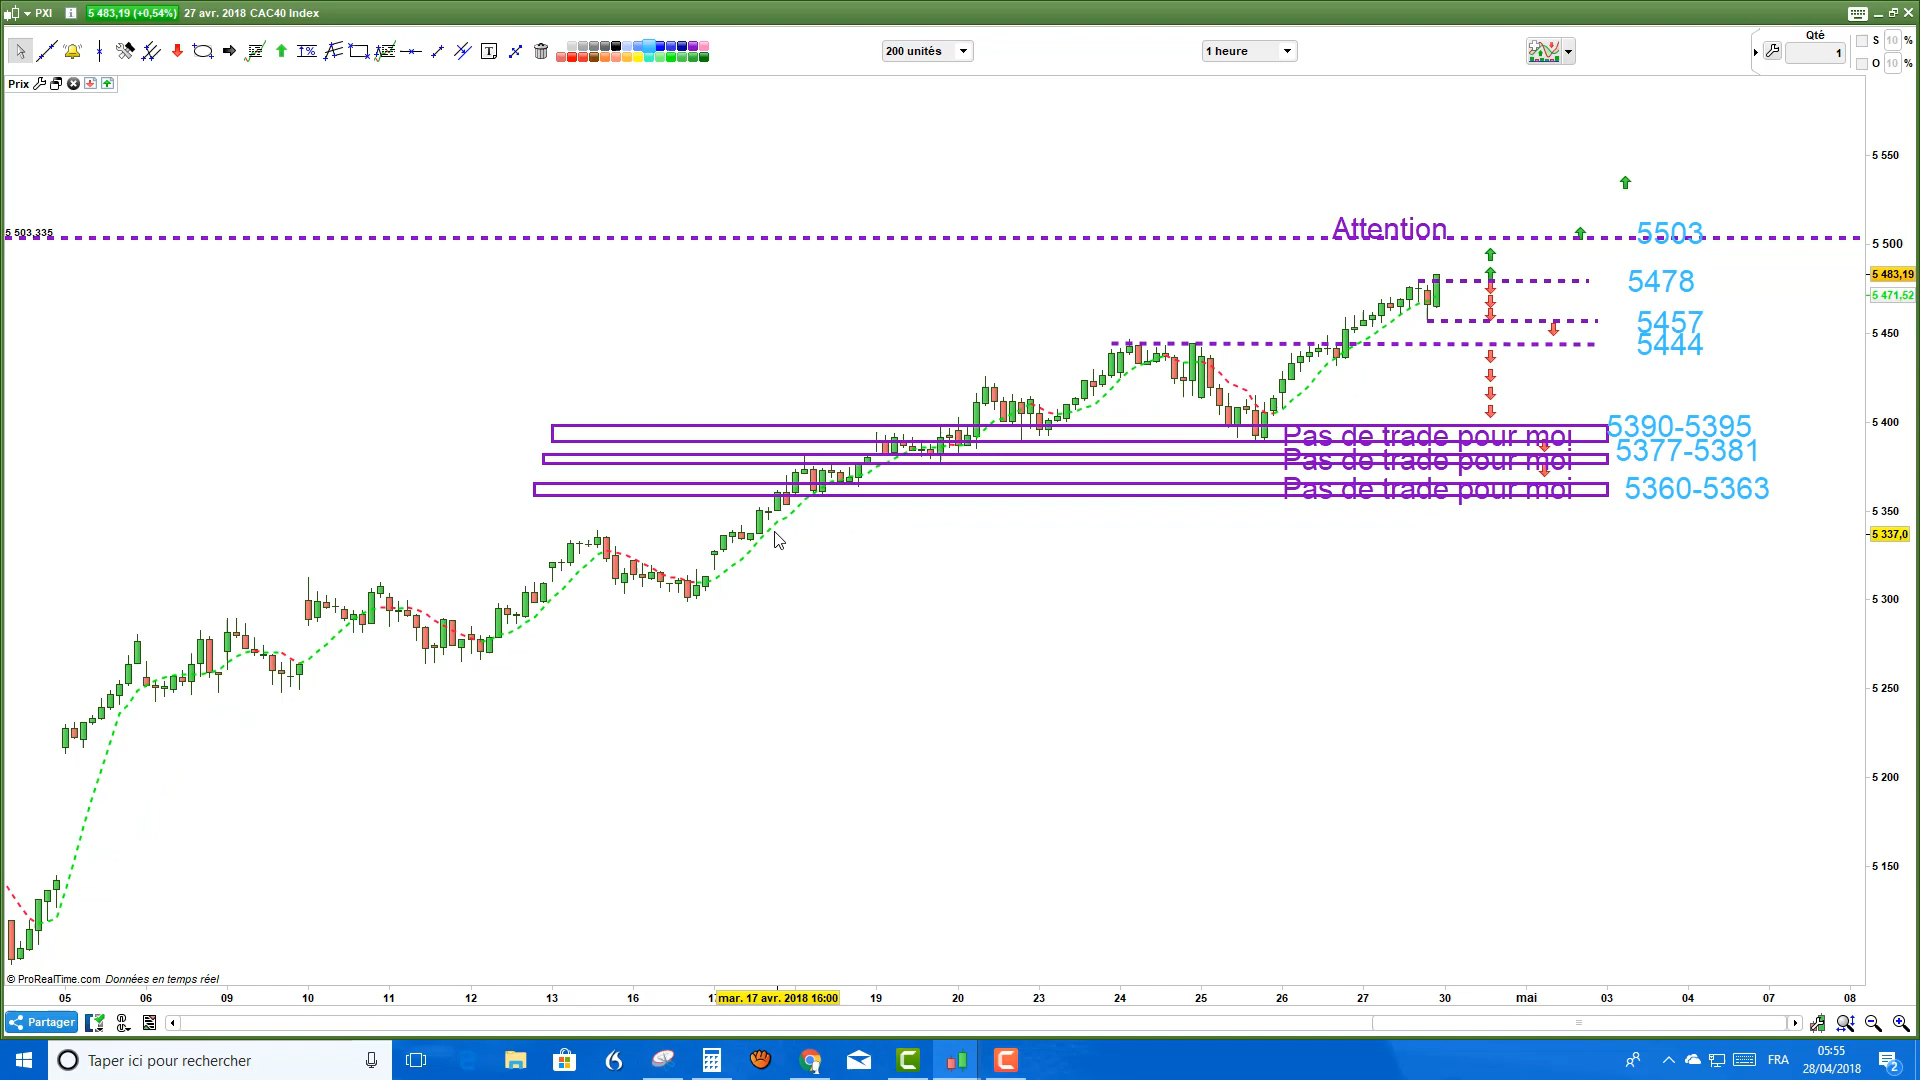 PXI 5 483,19 (+0,54%) 27 avr. 2018 CAC40 Index
200 unités
1 heure
Qté
1
S 10 %
O 10 %
Prix
5 550
5 503,335
Attention
5503
5 500
5 483,19
5478
5 471,52
5457
5 450
5444
5 400
5390-5395
Pas de trade pour moi
5377-5381
Pas de trade pour moi
5360-5363
Pas de trade pour moi
5 350
5 337,0
5 300
5 250
5 200
5 150
© ProRealTime.com Données en temps réel
05 06 09 10 11 12 13 16 mar. 17 avr. 2018 16:00 19 20 23 24 25 26 27 30 mai 03 04 07 08
Partager
Taper ici pour rechercher
FRA
05:55
28/04/2018
2